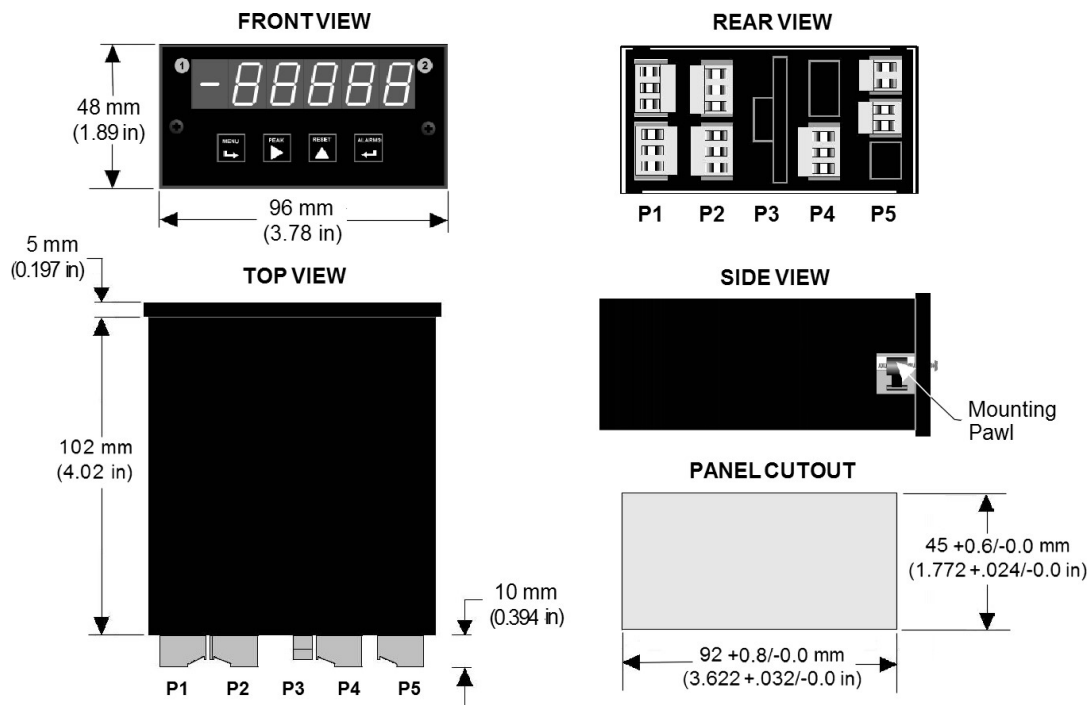 FRONT VIEW
1
-88888
2
MENU
PEAK
RESET
ALARMS
48 mm
(1.89 in)
96 mm
(3.78 in)
REAR VIEW
P1 P2 P3 P4 P5
5 mm
(0.197 in)
TOP VIEW
102 mm
(4.02 in)
10 mm
(0.394 in)
P1 P2 P3 P4 P5
SIDE VIEW
Mounting
Pawl
PANEL CUTOUT
45 +0.6/-0.0 mm
(1.772 +.024/-0.0 in)
92 +0.8/-0.0 mm
(3.622 +.032/-0.0 in)